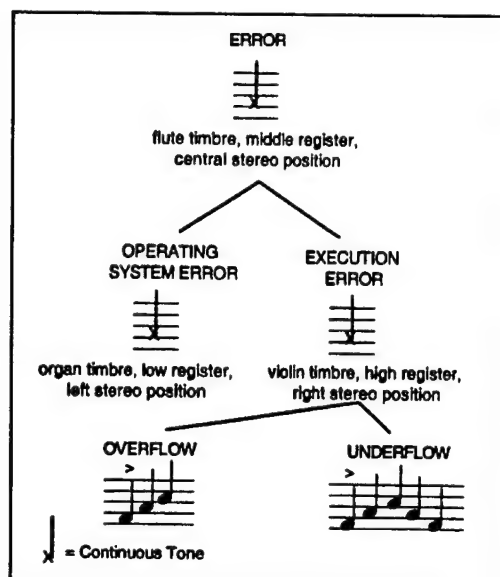 ERROR
flute timbre, middle register,
central stereo position
OPERATING
SYSTEM ERROR
organ timbre, low register,
left stereo position
EXECUTION
ERROR
violin timbre, high register,
right stereo position
OVERFLOW
UNDERFLOW
= Continuous Tone